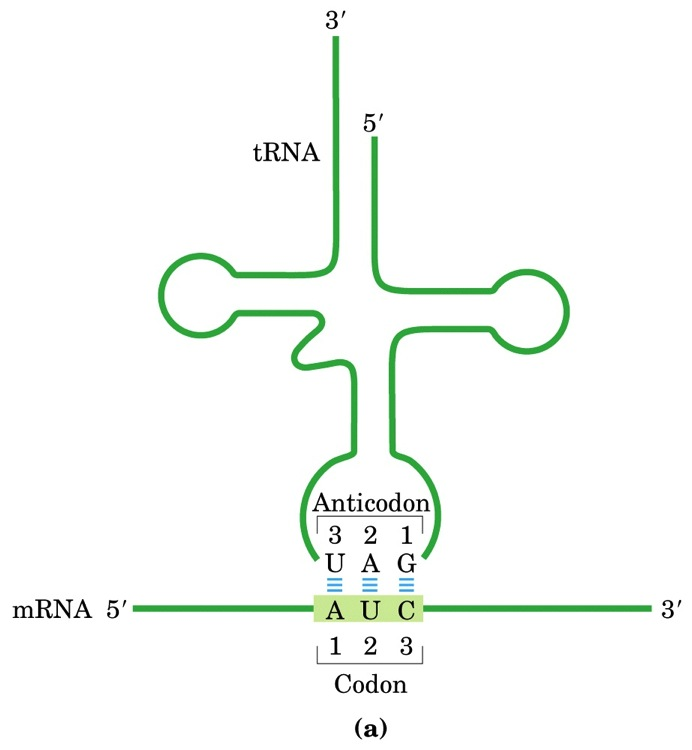 3′
5′
tRNA
Anticodon
3 2 1
U A G
mRNA 5′ A U C 3′
1 2 3
Codon
(a)